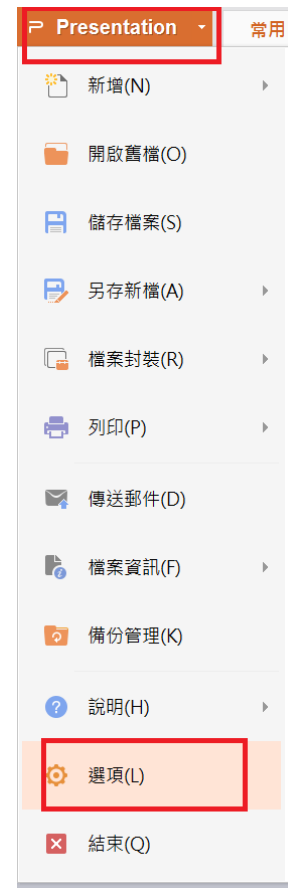 Presentation
常用
新增(N)
開啟舊檔(O)
儲存檔案(S)
另存新檔(A)
檔案封裝(R)
列印(P)
傳送郵件(D)
檔案資訊(F)
備份管理(K)
說明(H)
選項(L)
結束(Q)